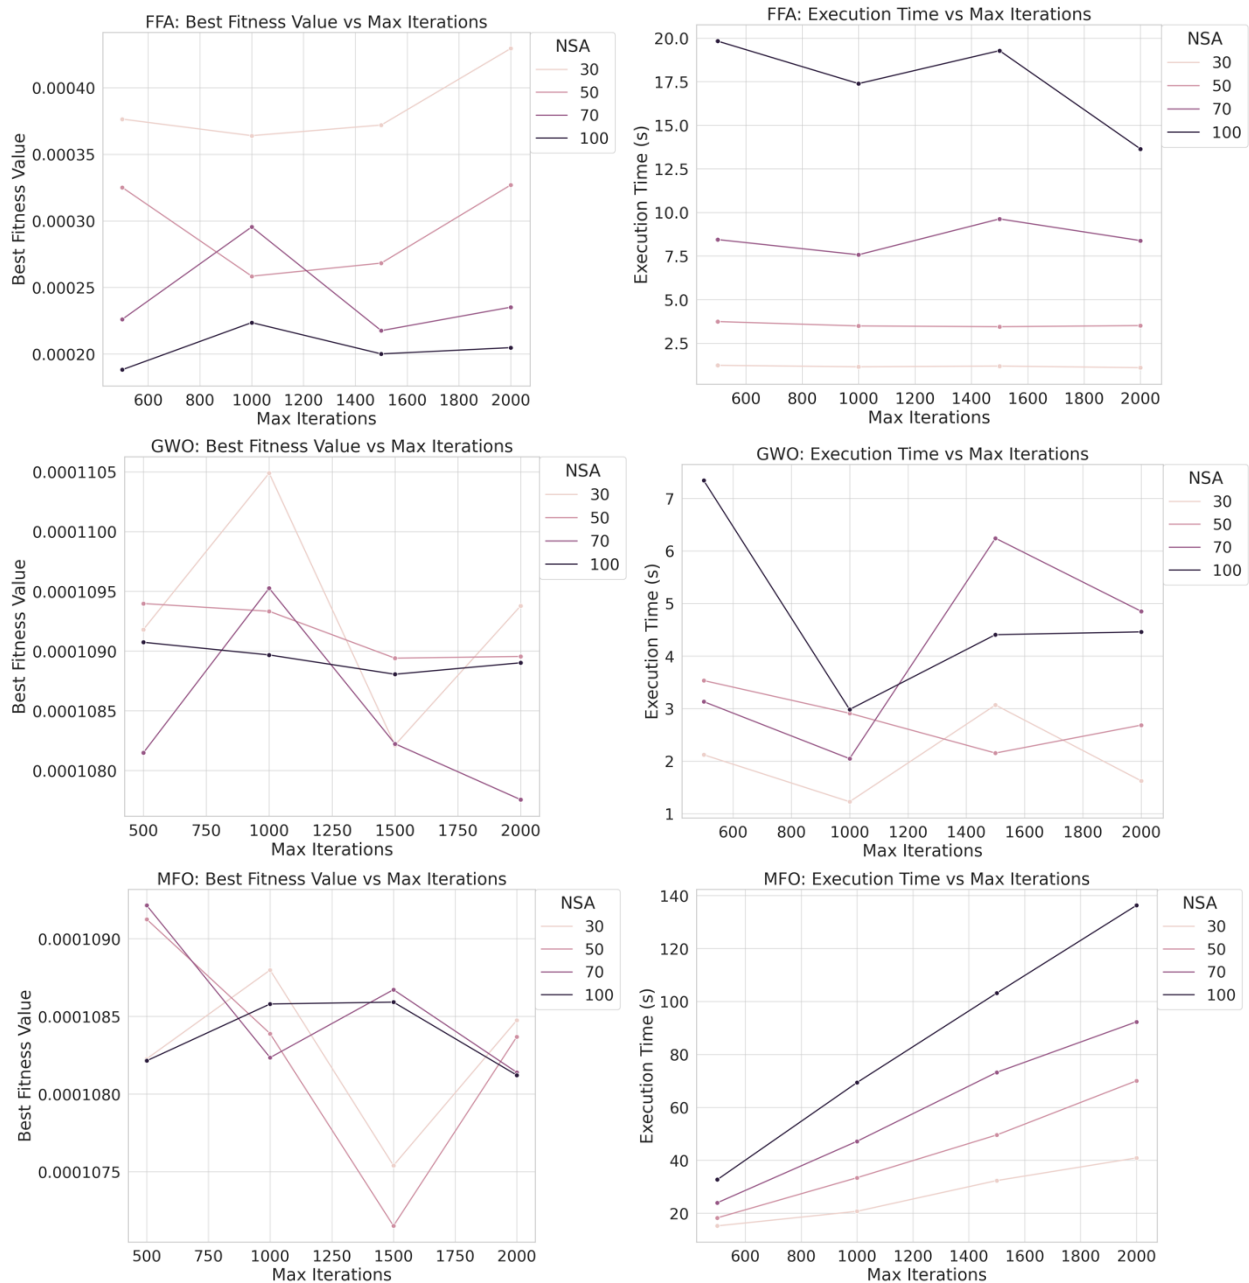 FFA: Best Fitness Value vs Max Iterations
Best Fitness Value
0.00040
0.00035
0.00030
0.00025
0.00020
600 800 1000 1200 1400 1600 1800 2000
Max Iterations
NSA
30
50
70
100
FFA: Execution Time vs Max Iterations
Execution Time (s)
20.0
17.5
15.0
12.5
10.0
7.5
5.0
2.5
600 800 1000 1200 1400 1600 1800 2000
Max Iterations
NSA
30
50
70
100
GWO: Best Fitness Value vs Max Iterations
Best Fitness Value
0.0001105
0.0001100
0.0001095
0.0001090
0.0001085
0.0001080
500 750 1000 1250 1500 1750 2000
Max Iterations
NSA
30
50
70
100
GWO: Execution Time vs Max Iterations
Execution Time (s)
7
6
5
4
3
2
1
600 800 1000 1200 1400 1600 1800 2000
Max Iterations
NSA
30
50
70
100
MFO: Best Fitness Value vs Max Iterations
Best Fitness Value
0.0001090
0.0001085
0.0001080
0.0001075
500 750 1000 1250 1500 1750 2000
Max Iterations
NSA
30
50
70
100
MFO: Execution Time vs Max Iterations
Execution Time (s)
140
120
100
80
60
40
20
600 800 1000 1200 1400 1600 1800 2000
Max Iterations
NSA
30
50
70
100